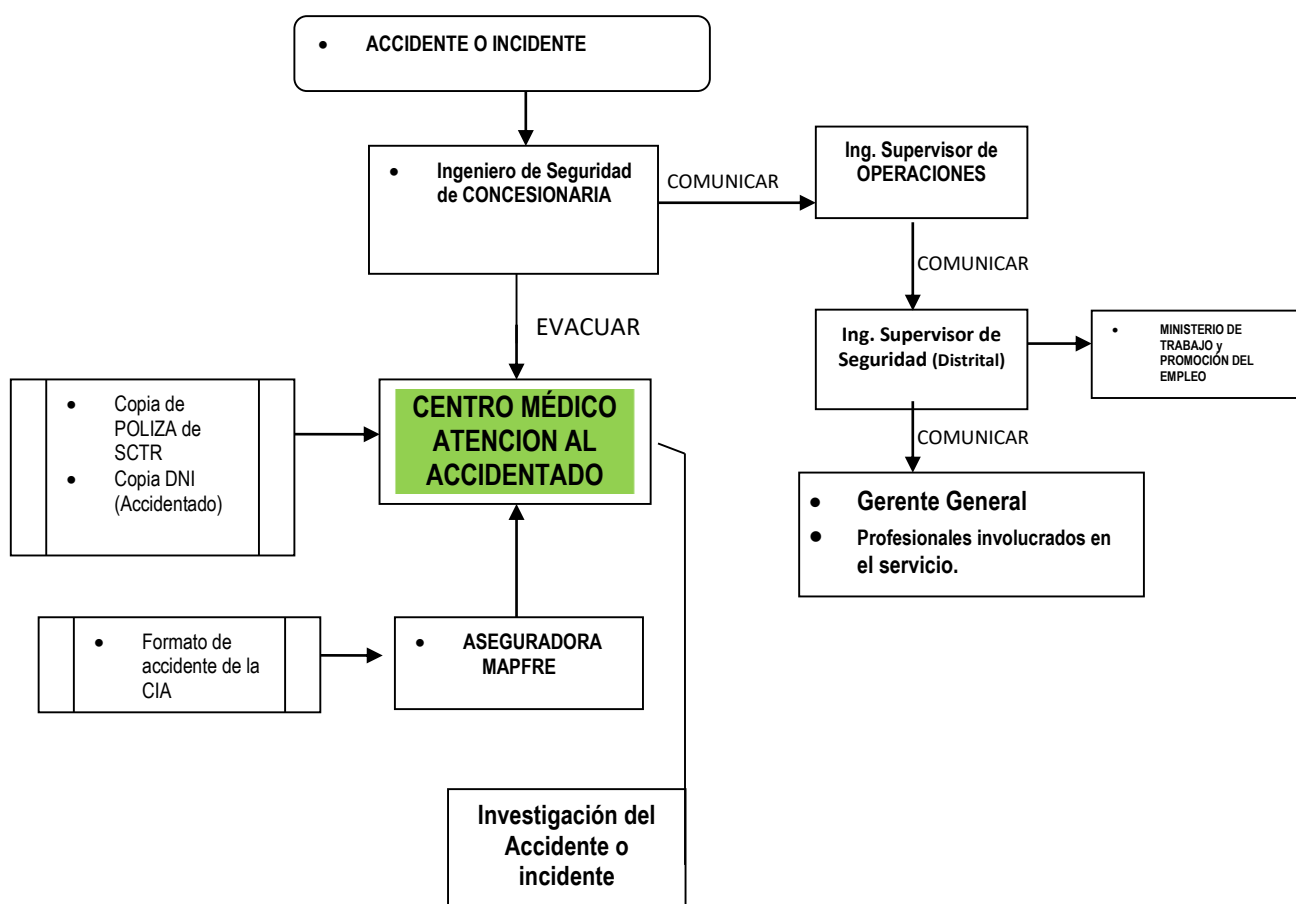 • ACCIDENTE O INCIDENTE
• Ingeniero de Seguridad
de CONCESIONARIA
COMUNICAR
Ing. Supervisor de
OPERACIONES
COMUNICAR
EVACUAR
Ing. Supervisor de
Seguridad (Distrital)
• MINISTERIO DE
TRABAJO y
PROMOCIÓN DEL
EMPLEO
• Copia de
POLIZA de
SCTR
• Copia DNI
(Accidentado)
CENTRO MÉDICO
ATENCION AL
ACCIDENTADO
COMUNICAR
• Gerente General
• Profesionales involucrados en
el servicio.
• Formato de
accidente de la
CIA
• ASEGURADORA
MAPFRE
Investigación del
Accidente o
incidente